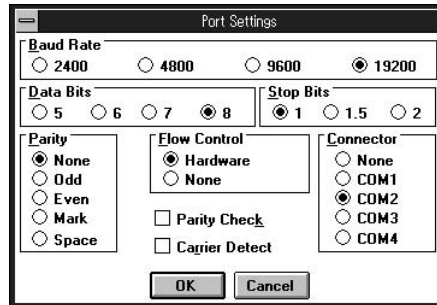 Port Settings
Baud Rate
2400 4800 9600 19200
Data Bits
5 6 7 8
Stop Bits
1 1.5 2
Parity
None
Odd
Even
Mark
Space
Flow Control
Hardware
None
Parity Check
Carrier Detect
Connector
None
COM1
COM2
COM3
COM4
OK Cancel